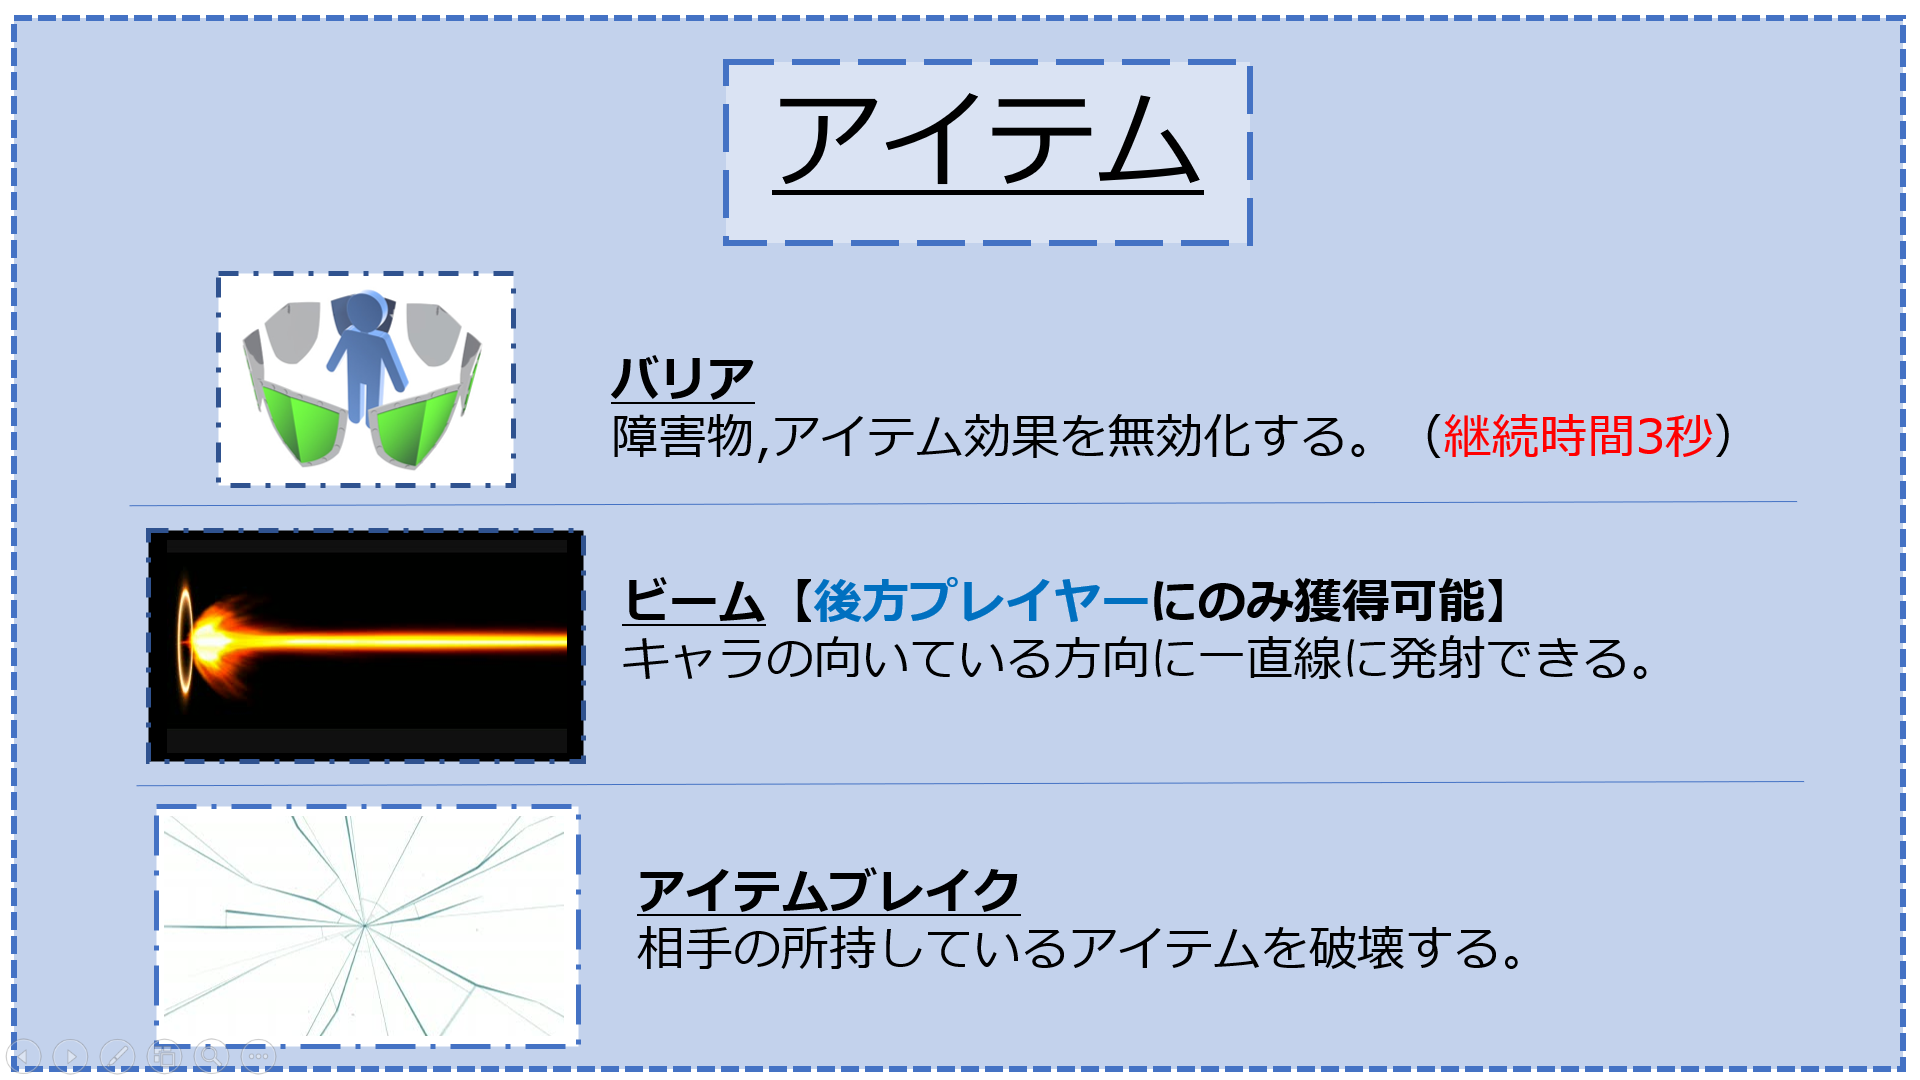 アイテム
バリア
障害物,アイテム効果を無効化する。（継続時間3秒）
ビーム【後方プレイヤーにのみ獲得可能】
キャラの向いている方向に一直線に発射できる。
アイテムブレイク
相手の所持しているアイテムを破壊する。